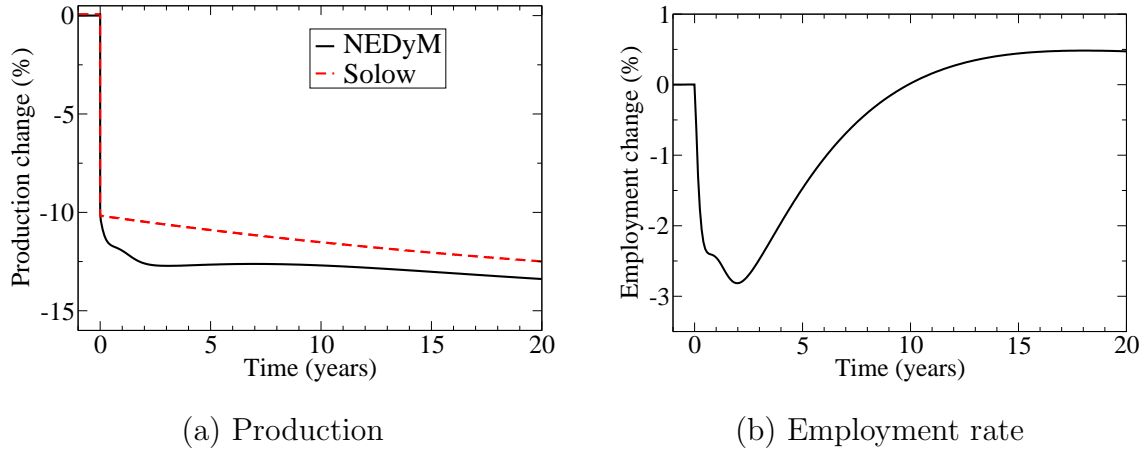 0
-5
-10
-15
Production change (%)
NEDyM
Solow
0 5 10 15 20
Time (years)
(a) Production
1
0
-1
-2
-3
Employment change (%)
0 5 10 15 20
Time (years)
(b) Employment rate